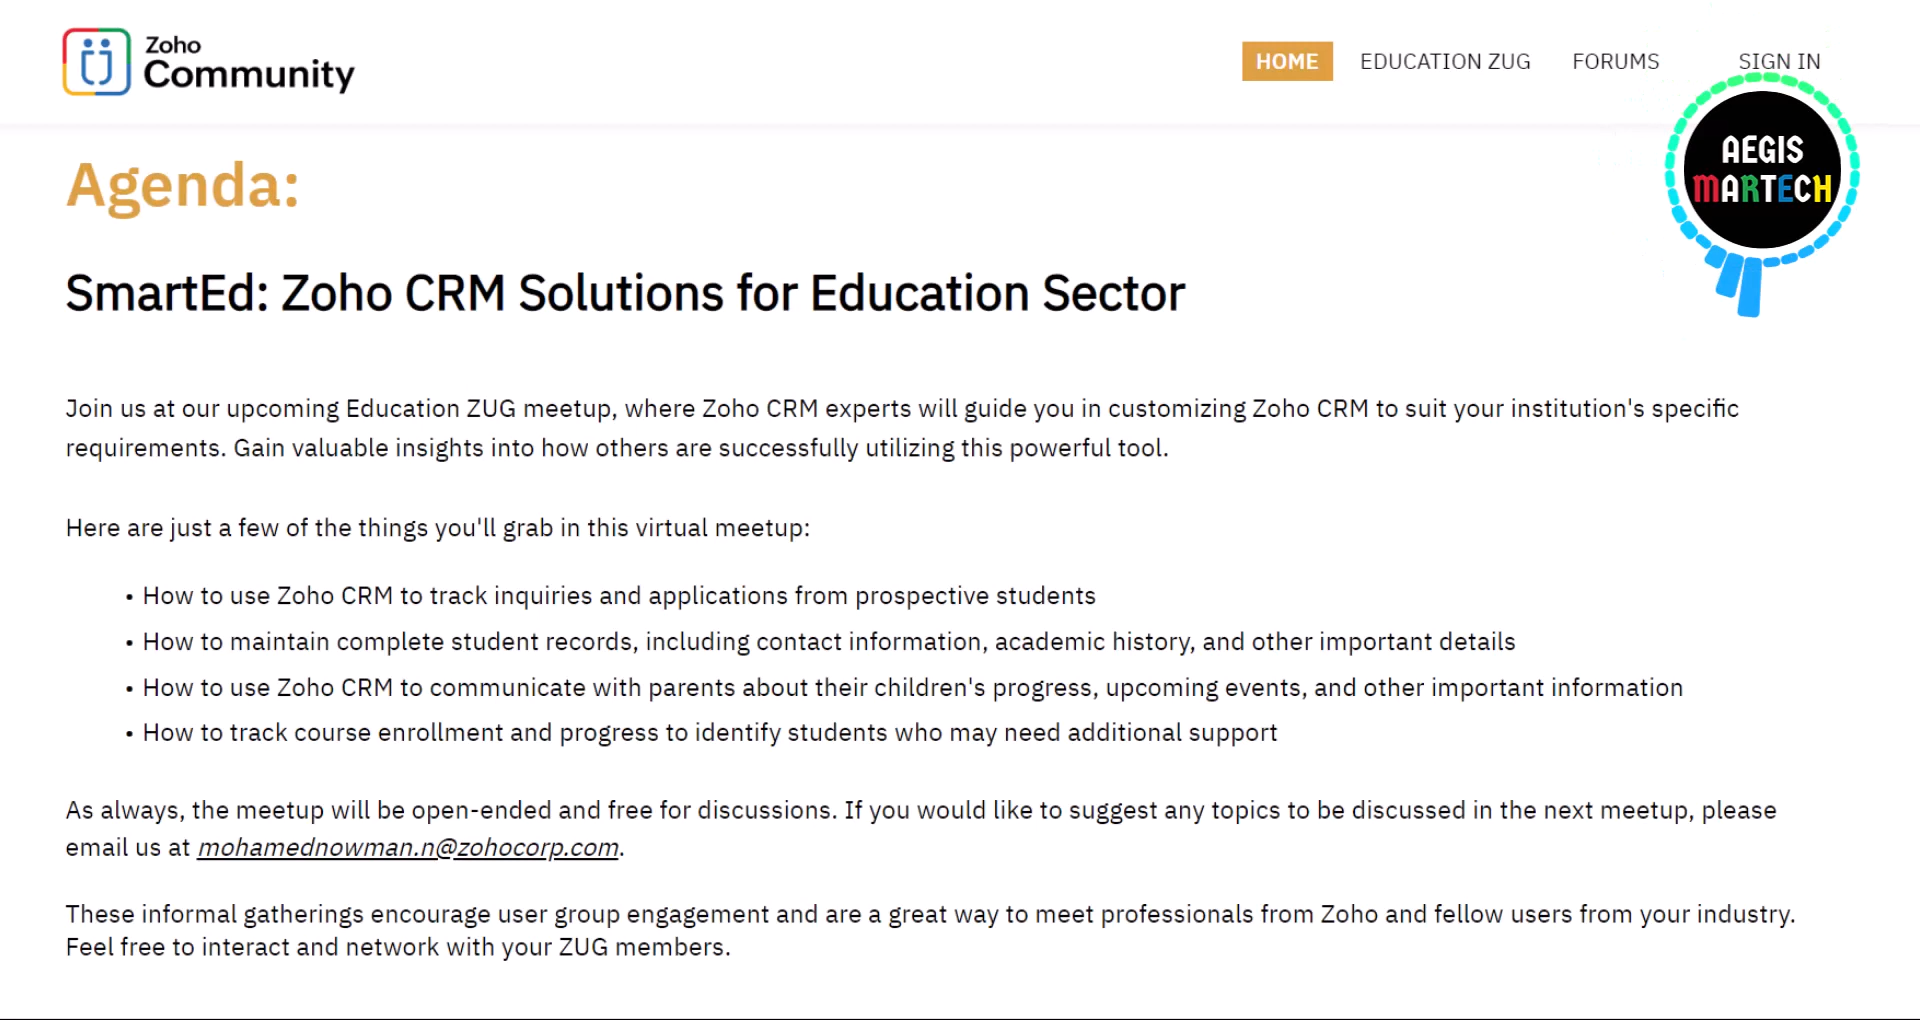 Zoho
Community
HOME EDUCATION ZUG FORUMS SIGN IN
AEGIS
MARTECH
Agenda:
SmartEd: Zoho CRM Solutions for Education Sector
Join us at our upcoming Education ZUG meetup, where Zoho CRM experts will guide you in customizing Zoho CRM to suit your institution's specific
requirements. Gain valuable insights into how others are successfully utilizing this powerful tool.
Here are just a few of the things you'll grab in this virtual meetup:
• How to use Zoho CRM to track inquiries and applications from prospective students
• How to maintain complete student records, including contact information, academic history, and other important details
• How to use Zoho CRM to communicate with parents about their children's progress, upcoming events, and other important information
• How to track course enrollment and progress to identify students who may need additional support
As always, the meetup will be open-ended and free for discussions. If you would like to suggest any topics to be discussed in the next meetup, please
email us at mohamednowman.n@zohocorp.com.
These informal gatherings encourage user group engagement and are a great way to meet professionals from Zoho and fellow users from your industry.
Feel free to interact and network with your ZUG members.